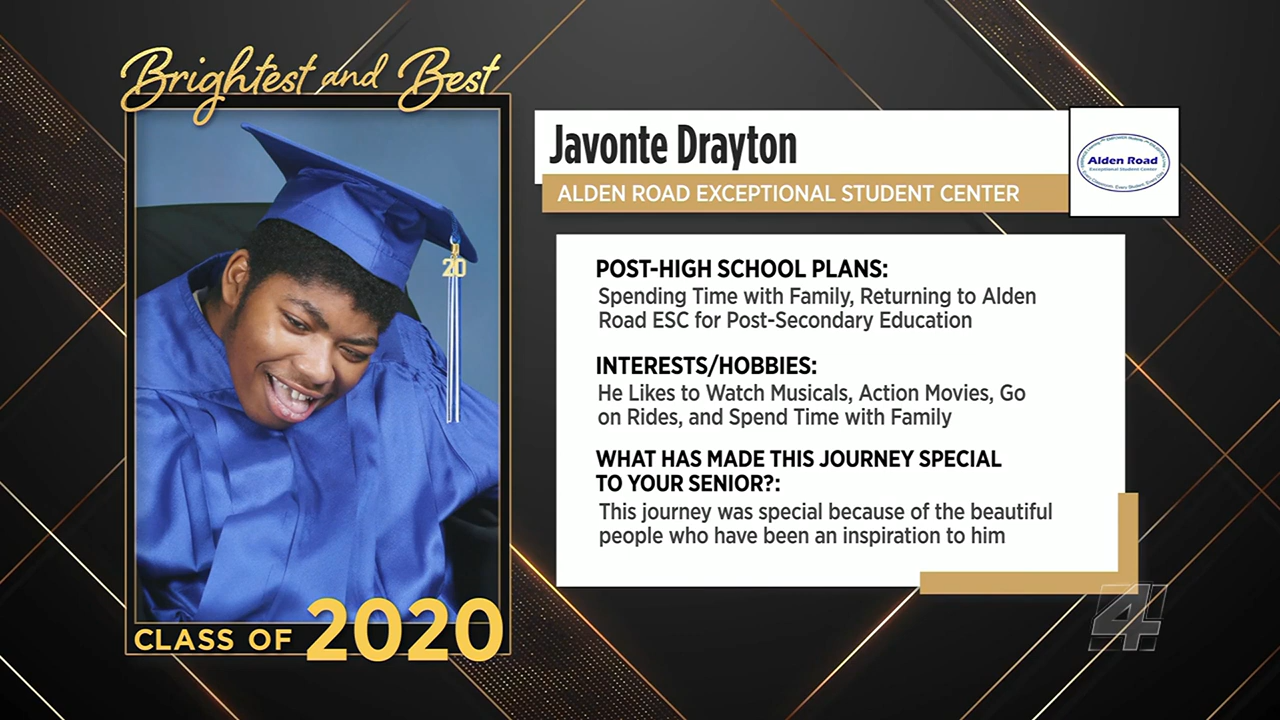 Brightest and Best
Javonte Drayton
ALDEN ROAD EXCEPTIONAL STUDENT CENTER
Alden Road
Exceptional Student Center
20
POST-HIGH SCHOOL PLANS:
Spending Time with Family, Returning to Alden
Road ESC for Post-Secondary Education
INTERESTS/HOBBIES:
He Likes to Watch Musicals, Action Movies, Go
on Rides, and Spend Time with Family
WHAT HAS MADE THIS JOURNEY SPECIAL
TO YOUR SENIOR?:
This journey was special because of the beautiful
people who have been an inspiration to him
CLASS OF 2020
4